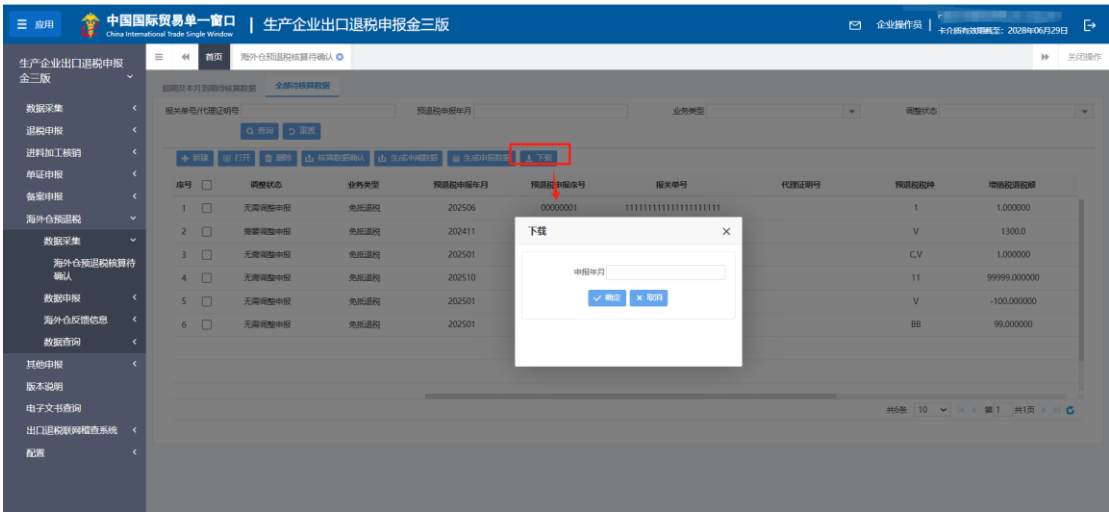 应用
中国国际贸易单一窗口
China International Trade Single Window
生产企业出口退税申报金三版
企业操作员
卡介质有效期截至：2028年06月29日
生产企业出口退税申报金三版
首页
海外仓预退税核算待确认
关闭操作
超期及本月到期待核算数据
全部待核算数据
数据采集
退税申报
进料加工核销
单证申报
备案申报
海外仓预退税
数据采集
海外仓预退税核算待确认
数据申报
海外仓反馈信息
数据查询
其他申报
版本说明
电子文书查询
出口退税联网稽查系统
配置
报关单号/代理证明号
预退税申报年月
业务类型
调整状态
查询 重置
新建 打开 删除 核算数据确认 生成申报数据 下载
序号 调整状态 业务类型 预退税申报年月 预退税申报序号 报关单号 代理证明号 预退税税种 增值税退税额
1 无需调整申报 免抵退税 202506 00000001 1 1.000000
2 需要调整申报 免抵退税 202411 V 1300.0
3 无需调整申报 免抵退税 202501 C,V 1.000000
4 无需调整申报 免抵退税 202510 11 99999.000000
5 无需调整申报 免抵退税 202501 V -100.000000
6 无需调整申报 免抵退税 202501 BB 99.000000
下载
申报年月
确定 取消
共6条 10 第 1 共1页